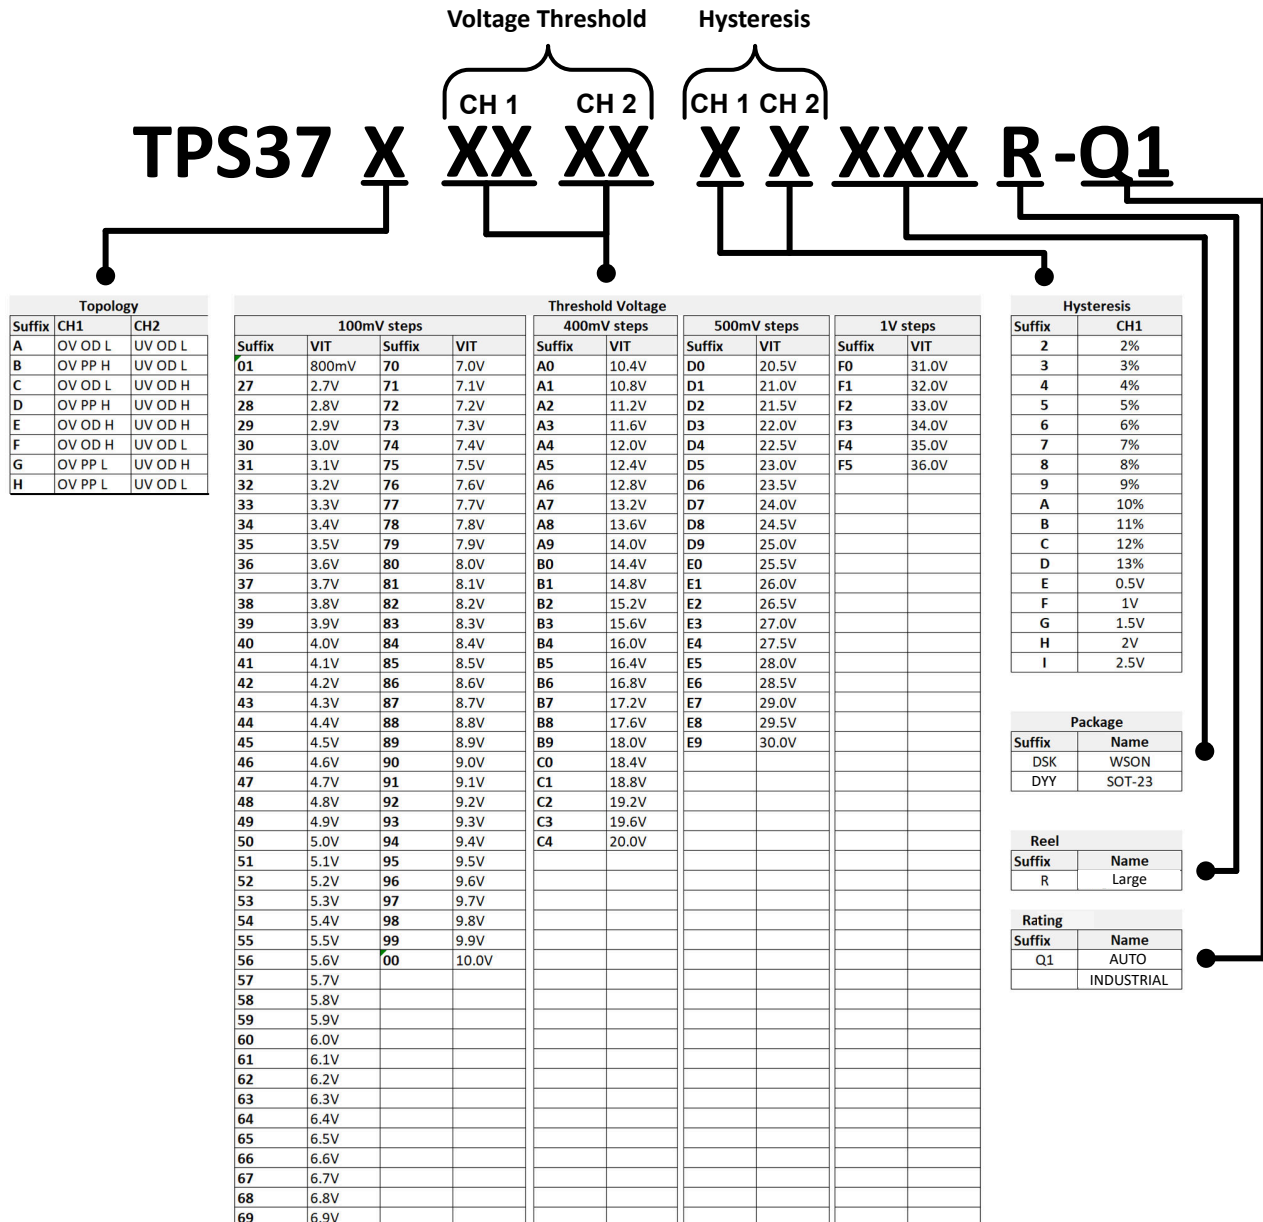 Voltage Threshold Hysteresis
CH 1 CH 2 CH 1 CH 2
TPS37 X XX XX X X XXX R -Q1
Topology
Suffix CH1 CH2
A OV OD L UV OD L
B OV PP H UV OD L
C OV OD L UV OD H
D OV PP H UV OD H
E OV OD H UV OD H
F OV OD H UV OD L
G OV PP L UV OD H
H OV PP L UV OD L
Threshold Voltage
100mV steps 400mV steps 500mV steps 1V steps
Suffix VIT Suffix VIT Suffix VIT Suffix VIT Suffix VIT
01 800mV 70 7.0V A0 10.4V D0 20.5V F0 31.0V
27 2.7V 71 7.1V A1 10.8V D1 21.0V F1 32.0V
28 2.8V 72 7.2V A2 11.2V D2 21.5V F2 33.0V
29 2.9V 73 7.3V A3 11.6V D3 22.0V F3 34.0V
30 3.0V 74 7.4V A4 12.0V D4 22.5V F4 35.0V
31 3.1V 75 7.5V A5 12.4V D5 23.0V F5 36.0V
32 3.2V 76 7.6V A6 12.8V D6 23.5V
33 3.3V 77 7.7V A7 13.2V D7 24.0V
34 3.4V 78 7.8V A8 13.6V D8 24.5V
35 3.5V 79 7.9V A9 14.0V D9 25.0V
36 3.6V 80 8.0V B0 14.4V E0 25.5V
37 3.7V 81 8.1V B1 14.8V E1 26.0V
38 3.8V 82 8.2V B2 15.2V E2 26.5V
39 3.9V 83 8.3V B3 15.6V E3 27.0V
40 4.0V 84 8.4V B4 16.0V E4 27.5V
41 4.1V 85 8.5V B5 16.4V E5 28.0V
42 4.2V 86 8.6V B6 16.8V E6 28.5V
43 4.3V 87 8.7V B7 17.2V E7 29.0V
44 4.4V 88 8.8V B8 17.6V E8 29.5V
45 4.5V 89 8.9V B9 18.0V E9 30.0V
46 4.6V 90 9.0V C0 18.4V
47 4.7V 91 9.1V C1 18.8V
48 4.8V 92 9.2V C2 19.2V
49 4.9V 93 9.3V C3 19.6V
50 5.0V 94 9.4V C4 20.0V
51 5.1V 95 9.5V
52 5.2V 96 9.6V
53 5.3V 97 9.7V
54 5.4V 98 9.8V
55 5.5V 99 9.9V
56 5.6V 00 10.0V
57 5.7V
58 5.8V
59 5.9V
60 6.0V
61 6.1V
62 6.2V
63 6.3V
64 6.4V
65 6.5V
66 6.6V
67 6.7V
68 6.8V
69 6.9V
Hysteresis
Suffix CH1
2 2%
3 3%
4 4%
5 5%
6 6%
7 7%
8 8%
9 9%
A 10%
B 11%
C 12%
D 13%
E 0.5V
F 1V
G 1.5V
H 2V
I 2.5V
Package
Suffix Name
DSK WSON
DYY SOT-23
Reel
Suffix Name
R Large
Rating
Suffix Name
Q1 AUTO
INDUSTRIAL